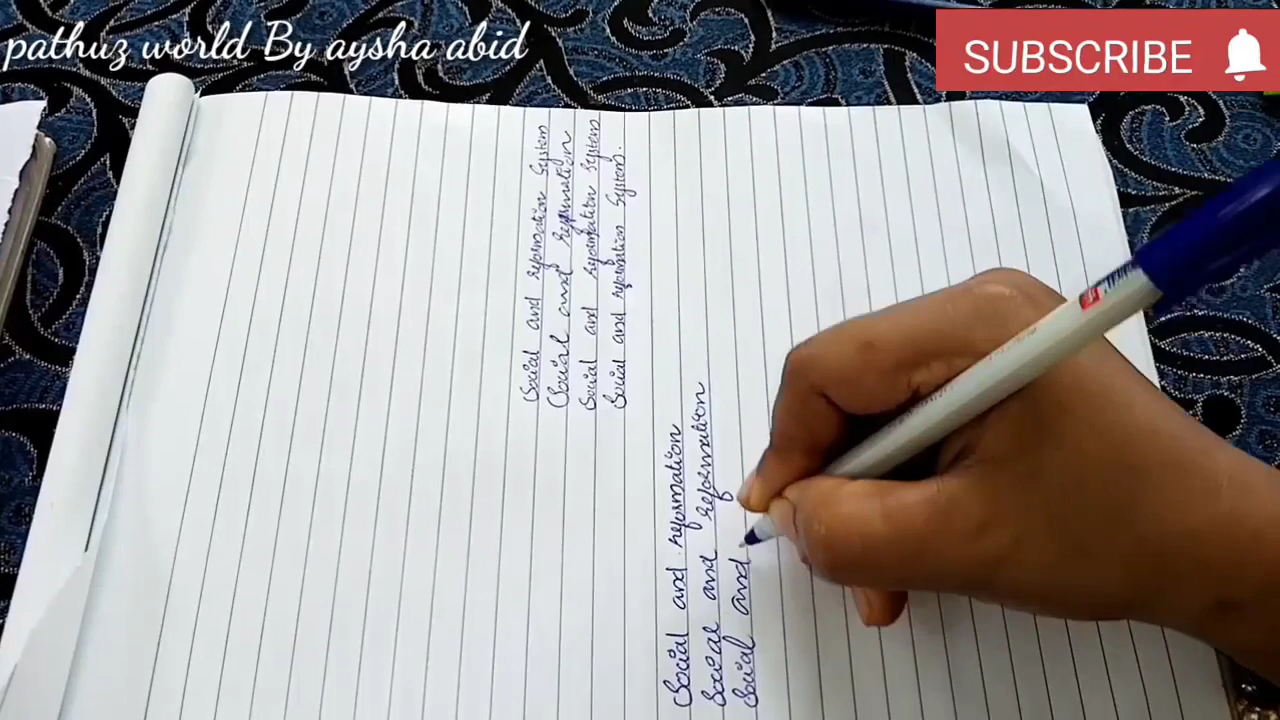 pathuz world By aysha abid
SUBSCRIBE
Social and reformation System
Social and reformation
Social and reformation System
Social and reformation System.
Social and reformation
Social and reformation
Social and